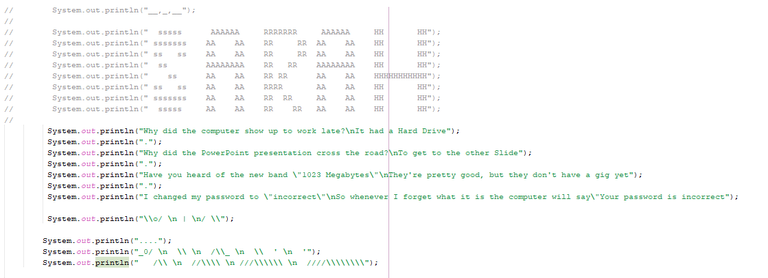 //         System.out.println("__,_,__");
//
//         System.out.println("  sssss      AAAAAA     RRRRRRR     AAAAAA     HH       HH");
//         System.out.println(" sssssss    AA    AA    RR     RR  AA    AA    HH       HH");
//         System.out.println(" ss   ss    AA    AA    RR     RR  AA    AA    HH       HH");
//         System.out.println("  ss        AAAAAAAA    RR    RR   AAAAAAAA    HH       HH");
//         System.out.println("    ss      AA    AA    RR RR      AA    AA    HHHHHHHHHHHH");
//         System.out.println(" ss   ss    AA    AA    RRRR       AA    AA    HH       HH");
//         System.out.println(" sssssss    AA    AA    RR  RR     AA    AA    HH       HH");
//         System.out.println("  sssss     AA    AA    RR    RR   AA    AA    HH       HH");
//
System.out.println("Why did the computer show up to work late?\nIt had a Hard Drive");
System.out.println(".");
System.out.println("Why did the PowerPoint presentation cross the road?\nTo get to the other Slide");
System.out.println(".");
System.out.println("Have you heard of the new band \"1023 Megabytes\"\nThey're pretty good, but they don't have a gig yet");
System.out.println(".");
System.out.println("I changed my password to \"incorrect\"\nSo whenever I forget what it is the computer will say\"Your password is incorrect");
System.out.println("\\o/ \n | \n/ \\");
System.out.println("....");
System.out.println("_0/ \n  \\ \n  /\\_ \n  \\  ' \n  '");
System.out.println("   /\\ \n  //\\\\ \n ///\\\\\\ \n  ////\\\\\\\\");